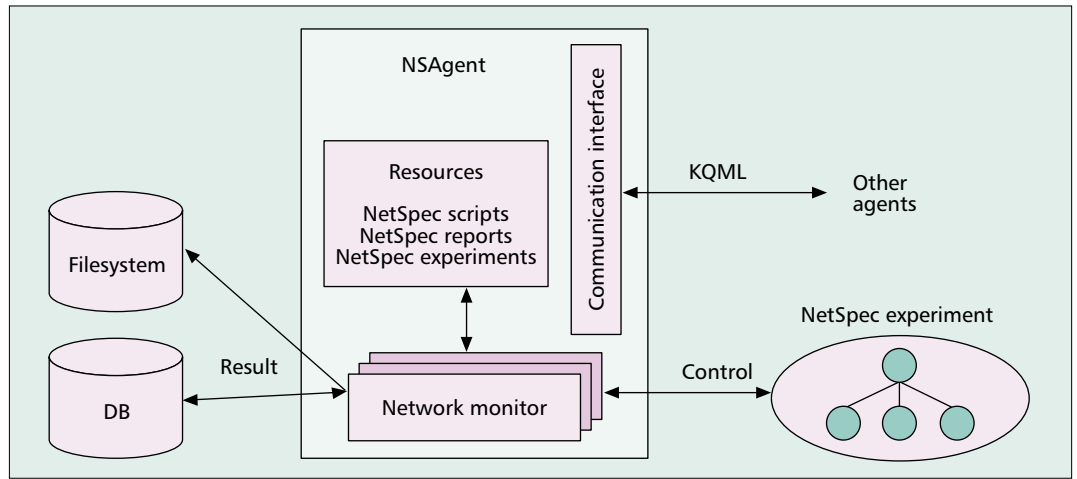 NSAgent
Communication interface
Resources
NetSpec scripts
NetSpec reports
NetSpec experiments
KQML
Other
agents
Filesystem
DB
Result
Network monitor
Control
NetSpec experiment